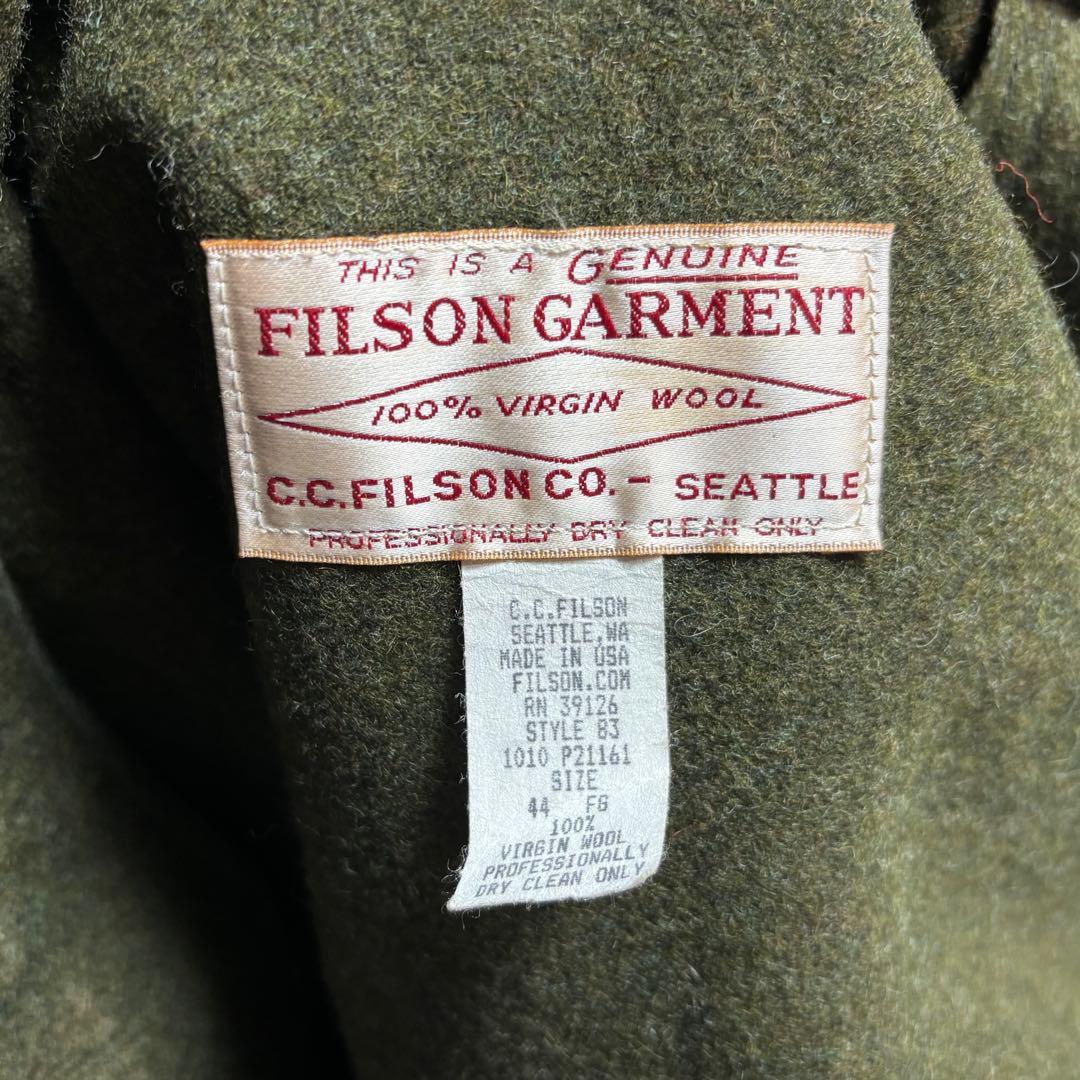 THIS IS A GENUINE
FILSON GARMENT
100% VIRGIN WOOL
C.C.FILSON CO.- SEATTLE
PROFESSIONALLY DRY CLEAN ONLY
C.C.FILSON
SEATTLE,WA
MADE IN USA
FILSON.COM
RN 39126
STYLE 83
1010 P21161
SIZE
44 FG
100%
VIRGIN WOOL
PROFESSIONALLY
DRY CLEAN ONLY